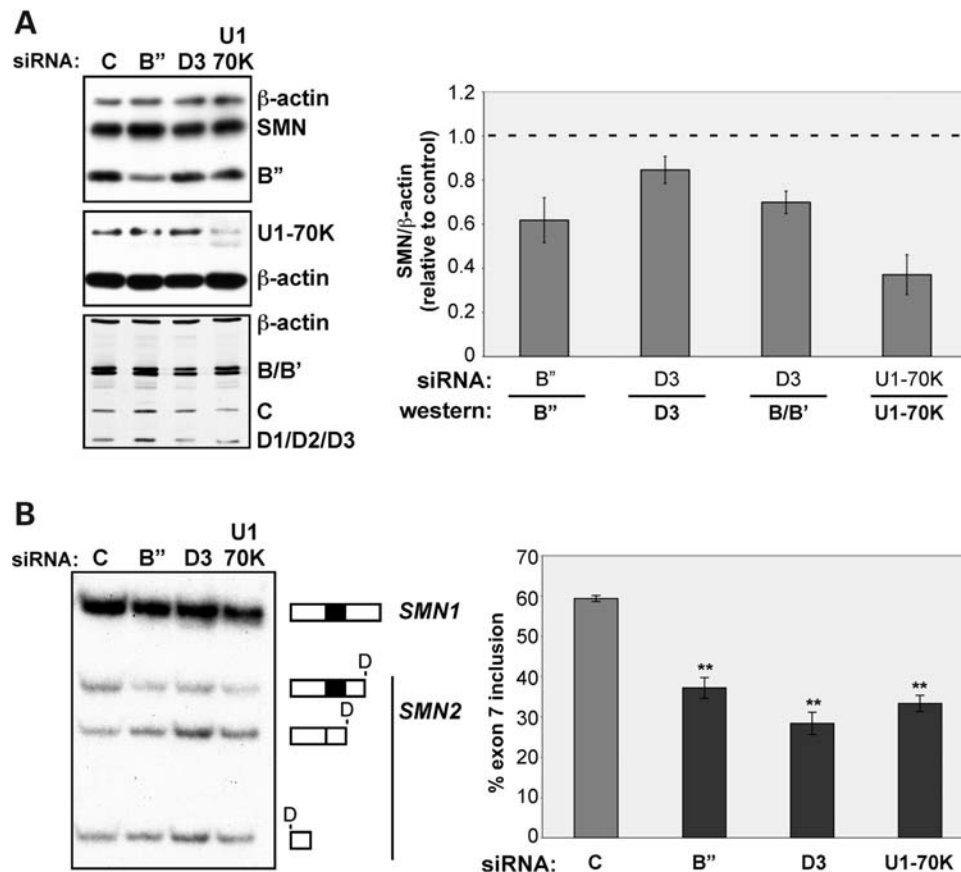 A
siRNA: C B” D3 U1 70K
β-actin
SMN
B”
U1-70K
β-actin
β-actin
B/B’
C
D1/D2/D3
SMN/β-actin
(relative to control)
1.2
1.0
0.8
0.6
0.4
0.2
0
siRNA: B” D3 D3 U1-70K
western: B” D3 B/B’ U1-70K
B
siRNA: C B” D3 U1 70K
SMN1
D
D
SMN2
D
% exon 7 inclusion
70
60
50
40
30
20
10
0
**
**
**
siRNA: C B” D3 U1-70K